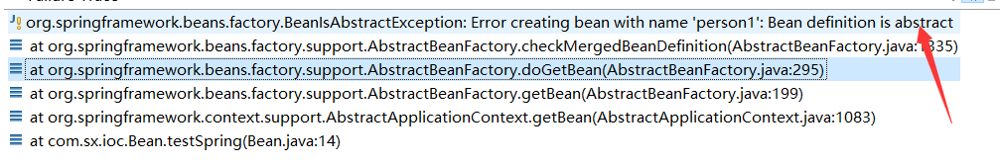 org.springframework.beans.factory.BeanIsAbstractException: Error creating bean with name 'person1': Bean definition is abstract
at org.springframework.beans.factory.support.AbstractBeanFactory.checkMergedBeanDefinition(AbstractBeanFactory.java:1335)
at org.springframework.beans.factory.support.AbstractBeanFactory.doGetBean(AbstractBeanFactory.java:295)
at org.springframework.beans.factory.support.AbstractBeanFactory.getBean(AbstractBeanFactory.java:199)
at org.springframework.context.support.AbstractApplicationContext.getBean(AbstractApplicationContext.java:1083)
at com.sx.ioc.Bean.testSpring(Bean.java:14)